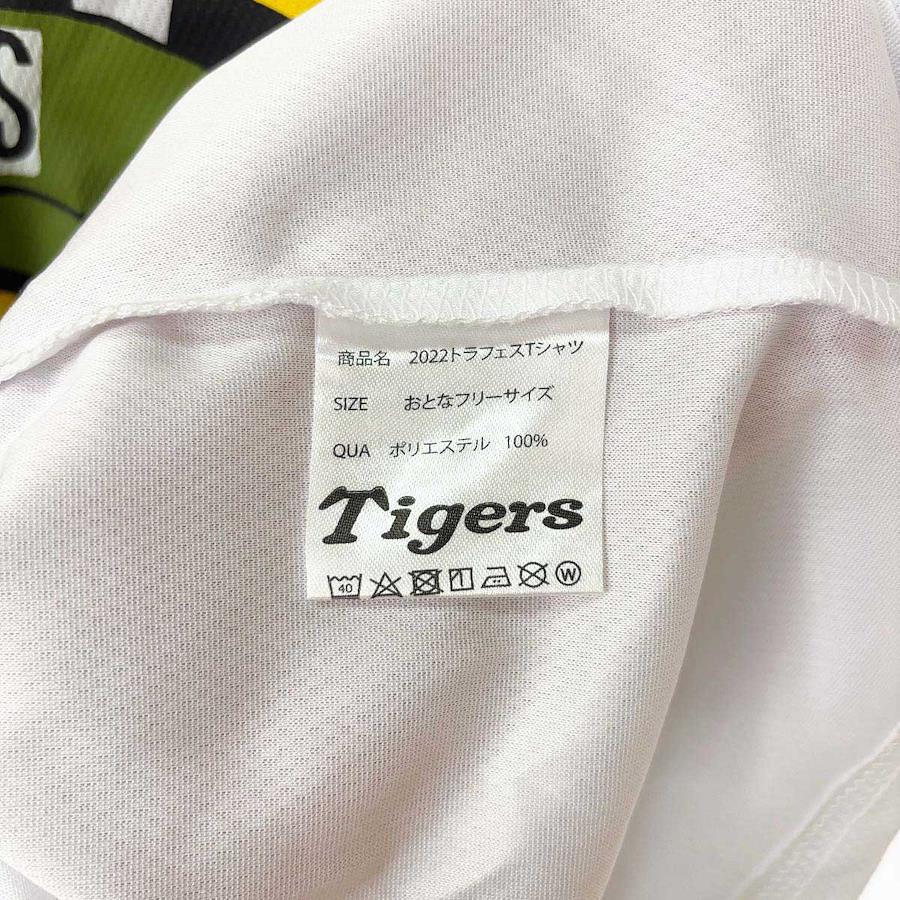 S
商品名 2022トラフェスTシャツ
SIZE おとなフリーサイズ
QUA ポリエステル 100%
Tigers
40
W